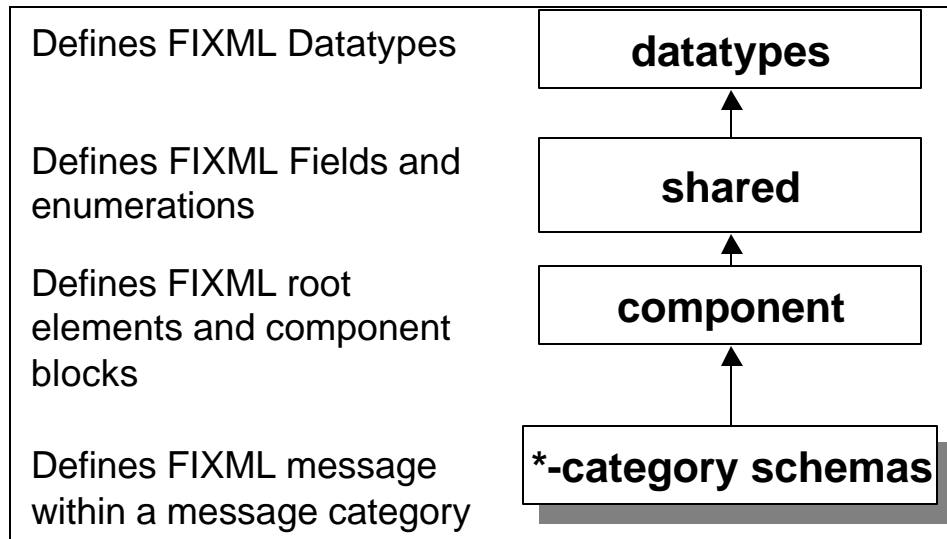 Defines FIXML Datatypes
datatypes
Defines FIXML Fields and
enumerations
shared
Defines FIXML root
elements and component
blocks
component
Defines FIXML message
within a message category
*-category schemas